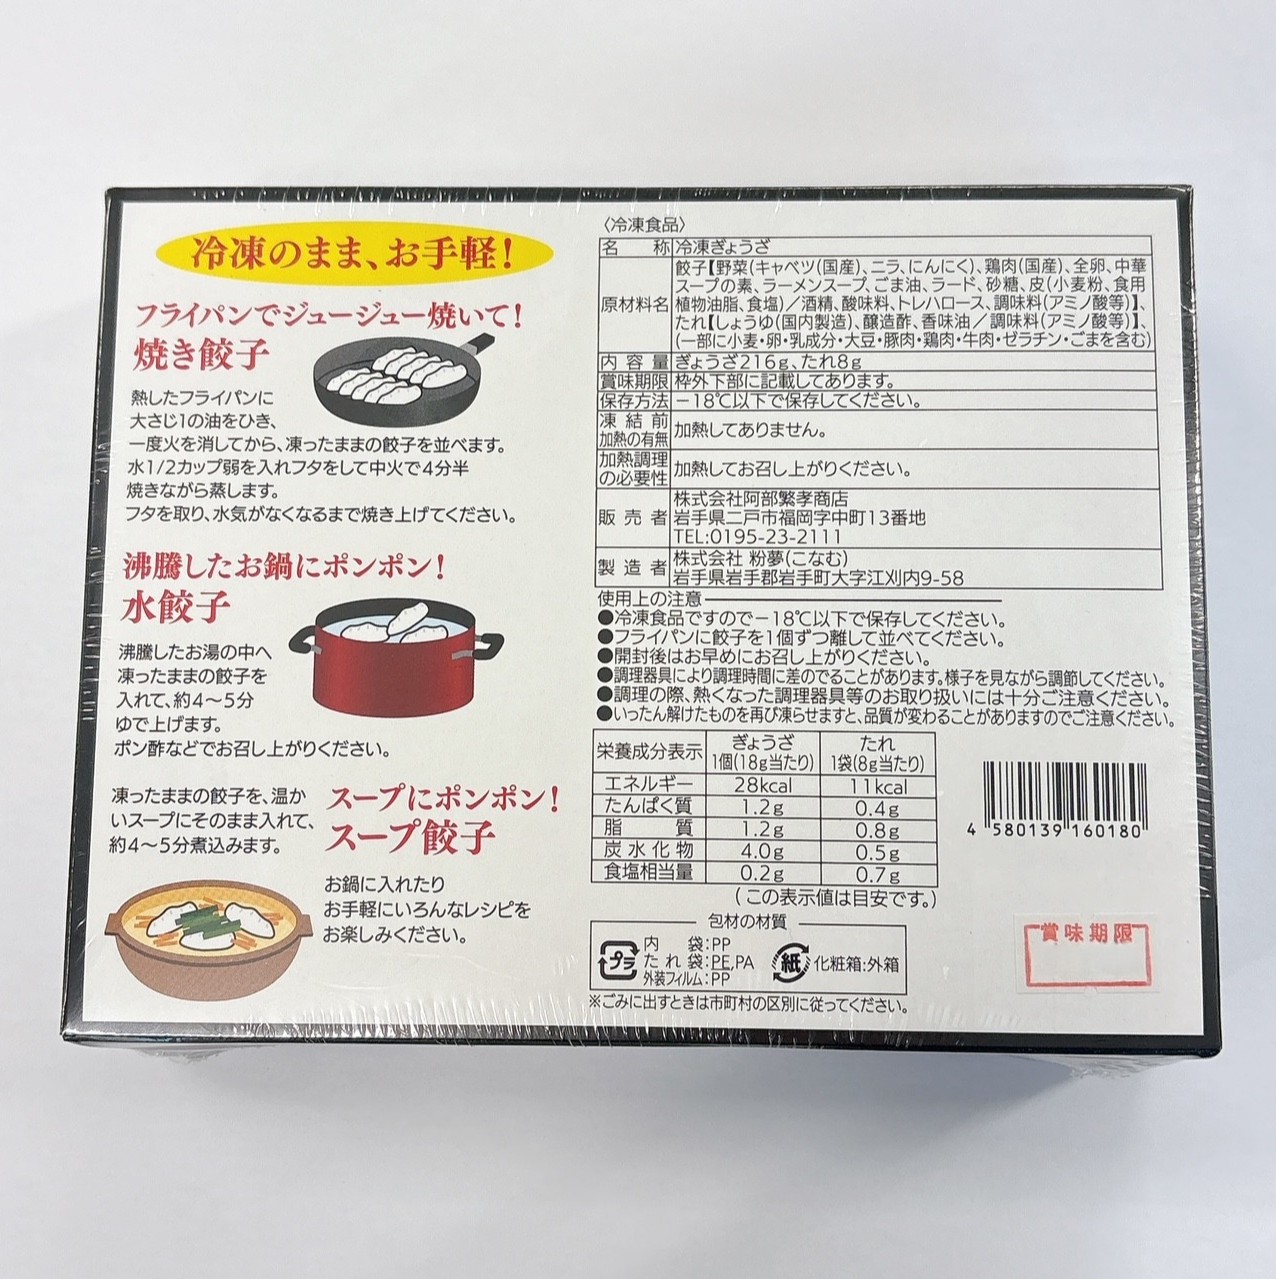 冷凍のまま、お手軽!
フライパンでジュージュー焼いて!
焼き餃子
熱したフライパンに
大さじ1の油をひき、
一度火を消してから、凍ったままの餃子を並べます。
水1/2カップ弱を入れフタをして中火で4分半
焼きながら蒸します。
フタを取り、水気がなくなるまで焼き上げてください。
沸騰したお鍋にポンポン!
水餃子
沸騰したお湯の中へ
凍ったままの餃子を
入れて、約4〜5分
ゆで上げます。
ポン酢などでお召し上がりください。
スープにポンポン!
スープ餃子
凍ったままの餃子を、温か
いスープにそのまま入れて、
約4〜5分煮込みます。
お鍋に入れたり
お手軽にいろんなレシピを
お楽しみください。
〈冷凍食品〉
名称 冷凍ぎょうざ
原材料名 餃子【野菜(キャベツ(国産)、ニラ、にんにく)、鶏肉(国産)、全卵、中華
スープの素、ラーメンスープ、ごま油、ラード、砂糖、皮(小麦粉、食用
植物油脂、食塩)/酒精、酸味料、トレハロース、調味料(アミノ酸等)】、
たれ【しょうゆ(国内製造)、醸造酢、香味油/調味料(アミノ酸等)】、
(一部に小麦・卵・乳成分・大豆・豚肉・鶏肉・牛肉・ゼラチン・ごまを含む)
内容量 ぎょうざ216g、たれ8g
賞味期限 枠外下部に記載してあります。
保存方法 −18℃以下で保存してください。
凍結前
加熱の有無 加熱してありません。
加熱調理
の必要性 加熱してお召し上がりください。
販売者 株式会社阿部繁孝商店
岩手県二戸市福岡字中町13番地
TEL:0195-23-2111
製造者 株式会社 粉夢(こなむ)
岩手県岩手郡岩手町大字江刈内9-58
使用上の注意
●冷凍食品ですので−18℃以下で保存してください。
●フライパンに餃子を1個ずつ離して並べてください。
●開封後はお早めにお召し上がりください。
●調理器具により調理時間に差のでることがあります。様子を見ながら調節してください。
●調理の際、熱くなった調理器具等のお取り扱いには十分ご注意ください。
●いったん解けたものを再び凍らせますと、品質が変わることがありますのでご注意ください。
栄養成分表示 ぎょうざ 1個(18g当たり) たれ 1袋(8g当たり)
エネルギー 28kcal 11kcal
たんぱく質 1.2g 0.4g
脂質 1.2g 0.8g
炭水化物 4.0g 0.5g
食塩相当量 0.2g 0.7g
(この表示値は目安です。)
4 580139 160180
賞味期限
包材の材質
プラ 内袋:PP
たれ袋:PE,PA
外装フィルム:PP
紙 化粧箱:外箱
※ごみに出すときは市町村の区別に従ってください。